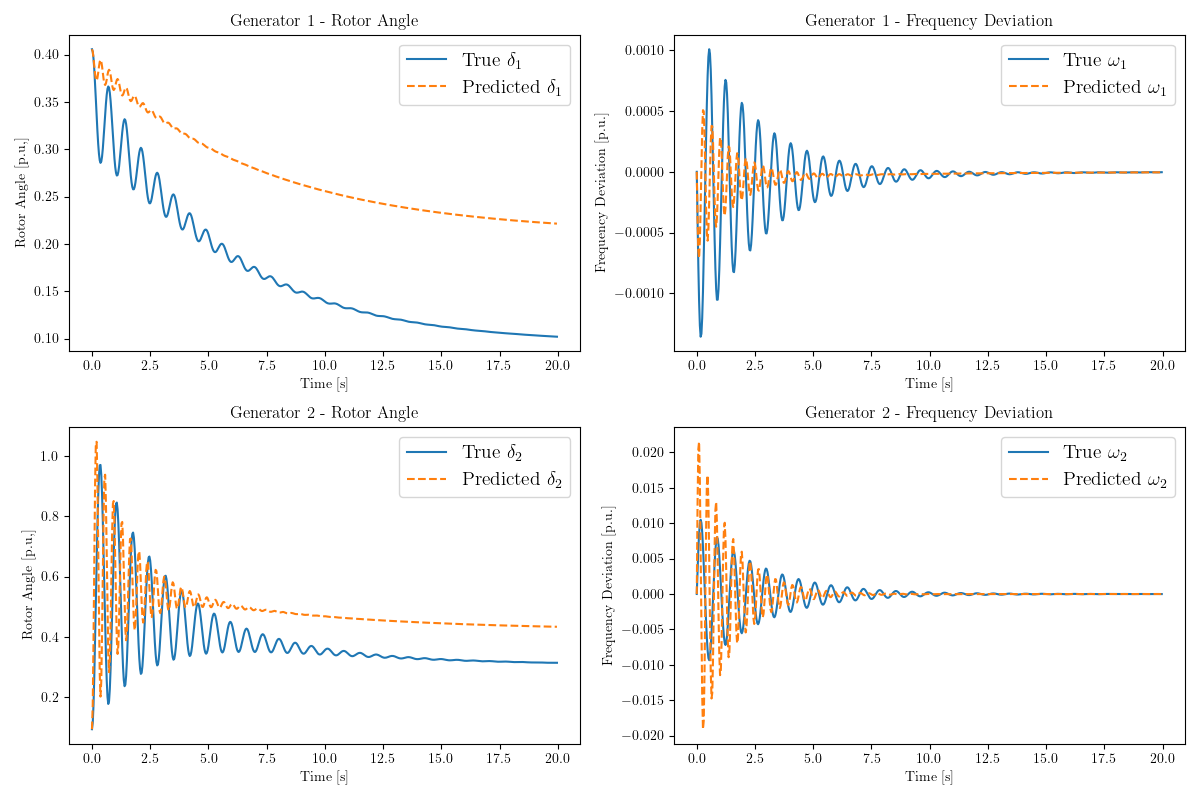 Generator 1 - Rotor Angle
True δ₁
Predicted δ₁
Rotor Angle [p.u,]
0.40
0.35
0.30
0.25
0.20
0.15
0.10
0.0 2.5 5.0 7.5 10.0 12.5 15.0 17.5 20.0
Time [s]
Generator 1 - Frequency Deviation
True ω₁
Predicted ω₁
Frequency Deviation [p.u.]
0.0010
0.0005
0.0000
−0.0005
−0.0010
0.0 2.5 5.0 7.5 10.0 12.5 15.0 17.5 20.0
Time [s]
Generator 2 - Rotor Angle
True δ₂
Predicted δ₂
Rotor Angle [p.u,]
1.0
0.8
0.6
0.4
0.2
0.0 2.5 5.0 7.5 10.0 12.5 15.0 17.5 20.0
Time [s]
Generator 2 - Frequency Deviation
True ω₂
Predicted ω₂
Frequency Deviation [p.u.]
0.020
0.015
0.010
0.005
0.000
−0.005
−0.010
−0.015
−0.020
0.0 2.5 5.0 7.5 10.0 12.5 15.0 17.5 20.0
Time [s]